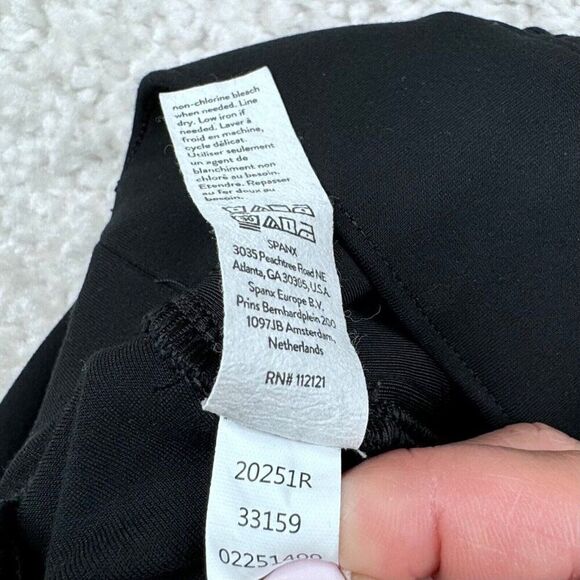 non-chlorine bleach
when needed. Line
dry. Low iron if
needed. Laver à
froid en machine,
cycle délicat.
Utiliser seulement
un agent de
blanchiment non
chloré au besoin.
Etendre. Repasser
au fer doux au
besoin.
SPANX
3035 Peachtree Road NE
Atlanta, GA 30305, USA
Spanx Europe B.V.,
Prins Bernhardplein 200
1097JB Amsterdam,
Netherlands
RN# 112121
20251R
33159
02251400